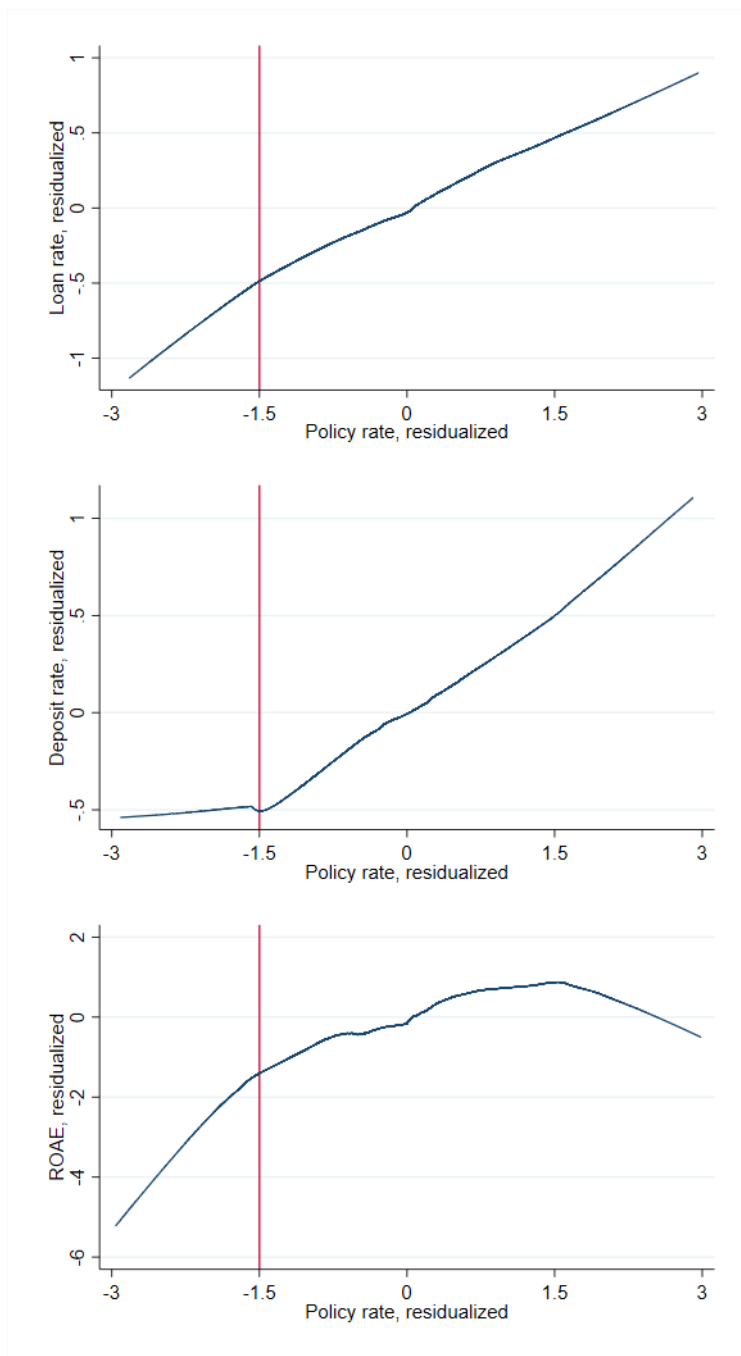 Loan rate, residualized
1
.5
0
-.5
-1
-3 -1.5 0 1.5 3
Policy rate, residualized
Deposit rate, residualized
1
.5
0
-.5
-3 -1.5 0 1.5 3
Policy rate, residualized
ROAE, residualized
2
0
-2
-4
-6
-3 -1.5 0 1.5 3
Policy rate, residualized